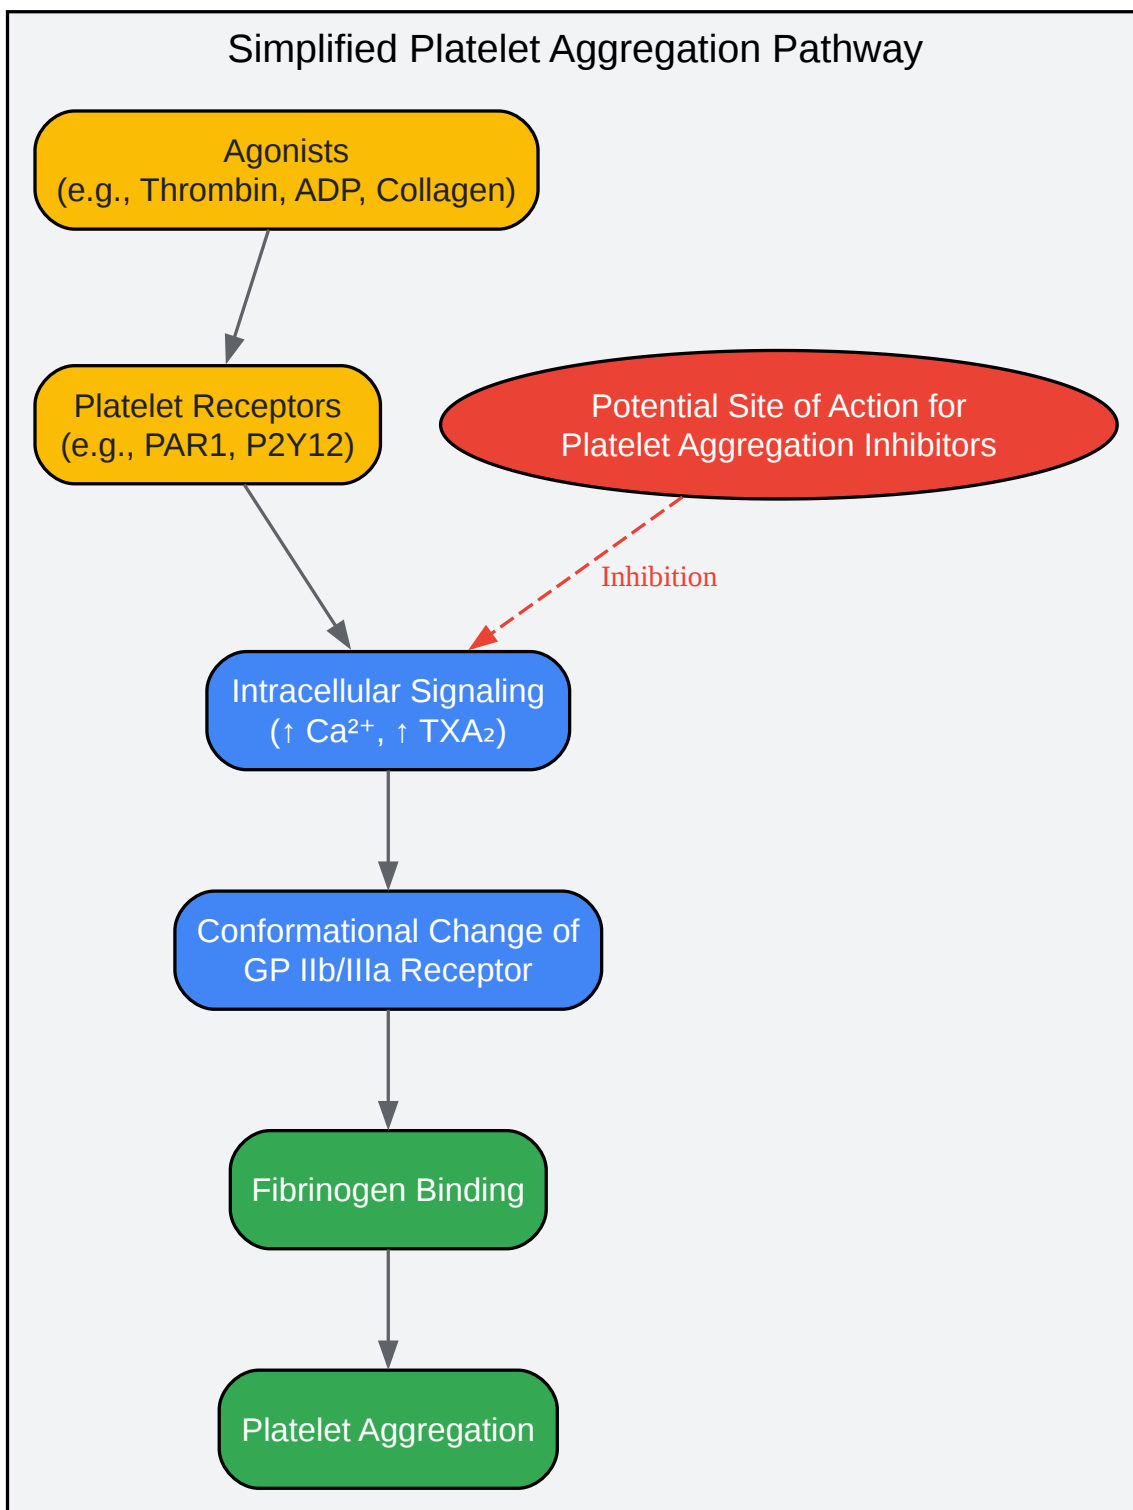 Simplified Platelet Aggregation Pathway
Agonists
(e.g., Thrombin, ADP, Collagen)
Platelet Receptors
(e.g., PAR1, P2Y12)
Potential Site of Action for
Platelet Aggregation Inhibitors
Inhibition
Intracellular Signaling
(↑ Ca²⁺, ↑ TXA₂)
Conformational Change of
GP IIb/IIIa Receptor
Fibrinogen Binding
Platelet Aggregation